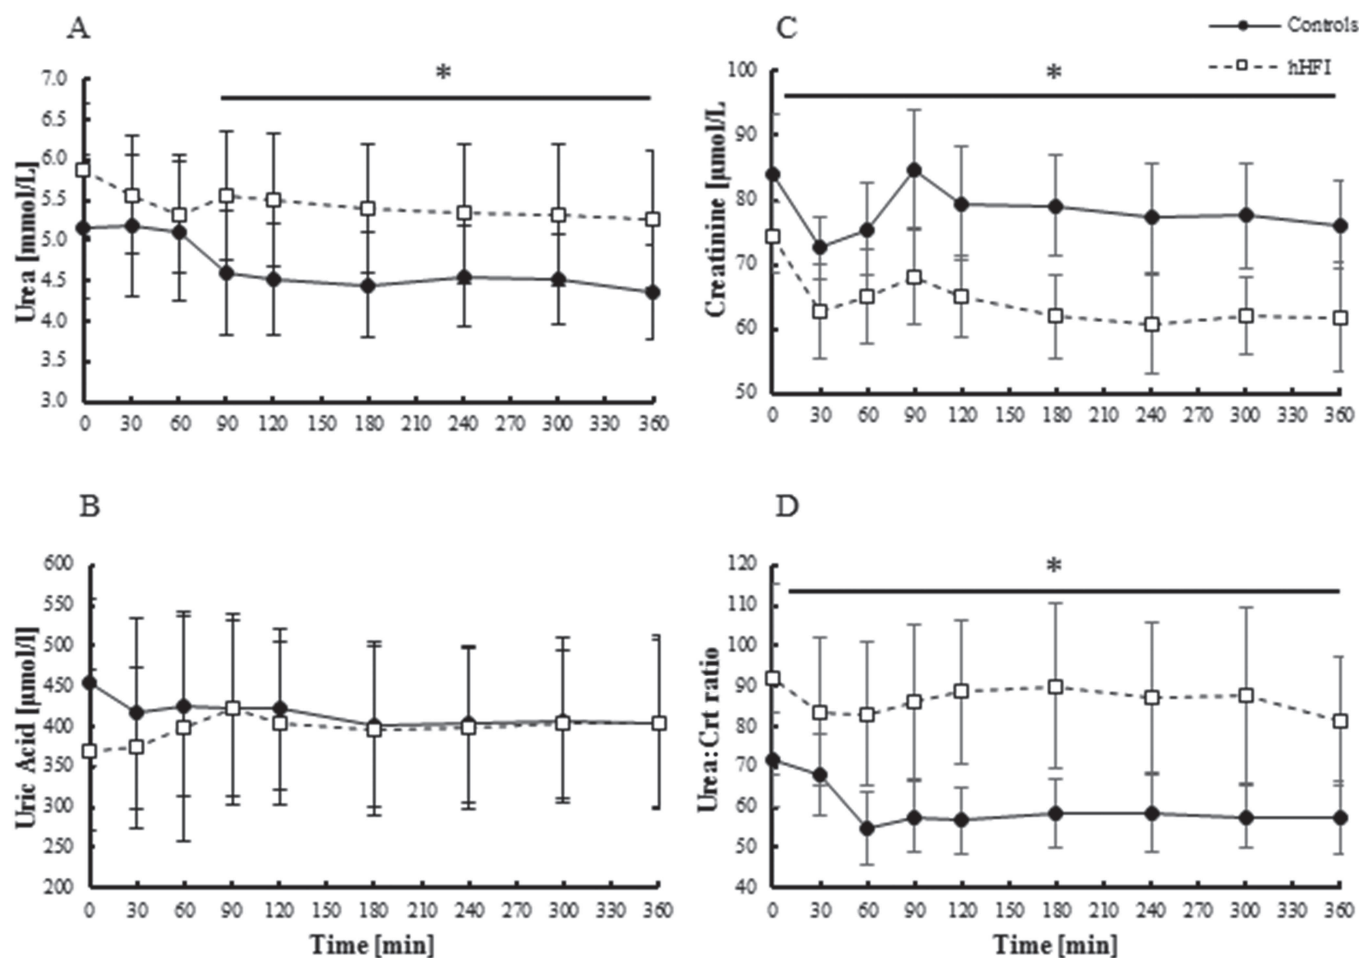 A
*
7.0
6.5
6.0
5.5
5.0
4.5
4.0
3.5
3.0
Urea [mmol/L]
0 30 60 90 120 150 180 210 240 270 300 330 360
C
Controls
hHFI
*
100
90
80
70
60
50
Creatinine [µmol/L]
0 30 60 90 120 150 180 210 240 270 300 330 360
B
600
550
500
450
400
350
300
250
200
Uric Acid [µmol/l]
0 30 60 90 120 150 180 210 240 270 300 330 360
Time [min]
D
*
120
110
100
90
80
70
60
50
40
Urea:Crt ratio
0 30 60 90 120 150 180 210 240 270 300 330 360
Time [min]